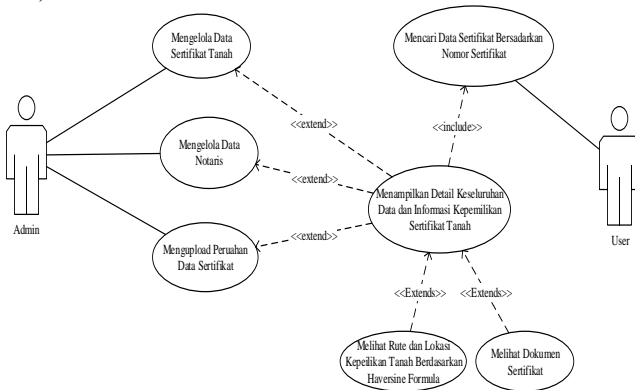 Mengelola Data
Sertifikat Tanah
Mencari Data Sertifikat Bersadarkan
Nomor Sertifikat
<<extend>>
<<include>>
Mengelola Data
Notaris
<<extend>>
Menampilkan Detail Keseluruhan
Data dan Informasi Kepemilikan
Sertifikat Tanah
Admin
User
<<extend>>
Mengupload Peruahan
Data Sertifikat
<<Extends>>
<<Extends>>
Melihat Rute dan Lokasi
Kepeilikan Tanah Berdasarkan
Haversine Formula
Melihat Dokumen
Sertifikat